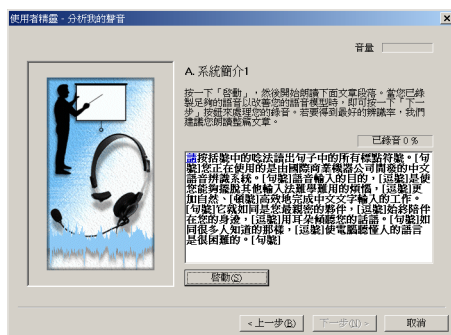 使用者精靈 - 分析我的聲音
音量
A. 系統簡介1
按一下「啓動」，然後開始朗讀下面文章段落。當您已錄
製足夠的語音以改善您的語音模型時，即可按一下「下一
步」按鈕來處理您的錄音。若要得到最好的辨識率，我們
建議您朗讀整篇文章。
已錄音 0 %
請按括號中的唸法讀出句子中的所有標點符號。[句
號]您正在使用的是由國際商業機器公司開發的中文
語音辨識系統。[句號]語音輸入的目的，[逗號]是使
您能夠擺脫其他輸入法難學難用的煩惱，[逗號]更
加自然、[頓號]高效地完成中文文字輸入的工作。
[句號]它就如同是您最親密的夥伴，[逗號]始終陪伴
在您的身邊，[逗號]用耳朵傾聽您的話語。[句號]如
同很多人知道的那樣，[逗號]使電腦聽懂人的語言
是很困難的。[句號]
啓動(S)
< 上一步(B)
下一步(N) >
取消